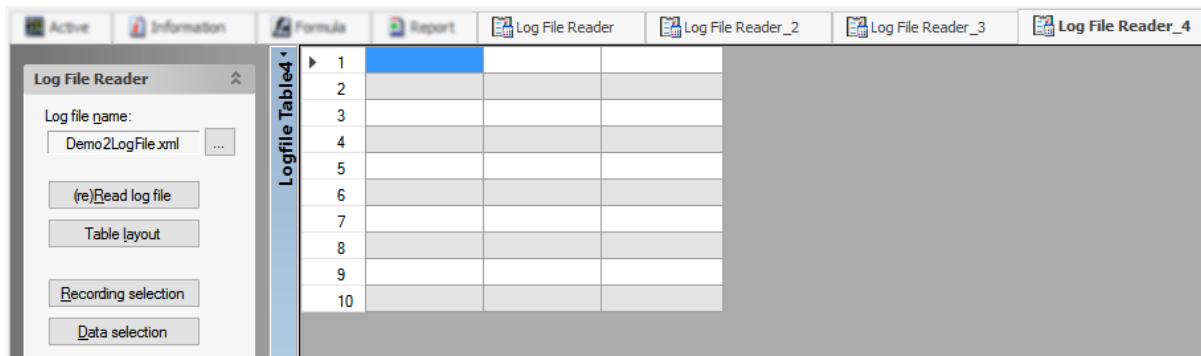 Active Information Formula Report Log File Reader Log File Reader_2 Log File Reader_3 Log File Reader_4
Log File Reader
Log file name:
Demo2LogFile.xml ...
(re)Read log file
Table layout
Recording selection
Data selection
Logfile Table4
1
2
3
4
5
6
7
8
9
10